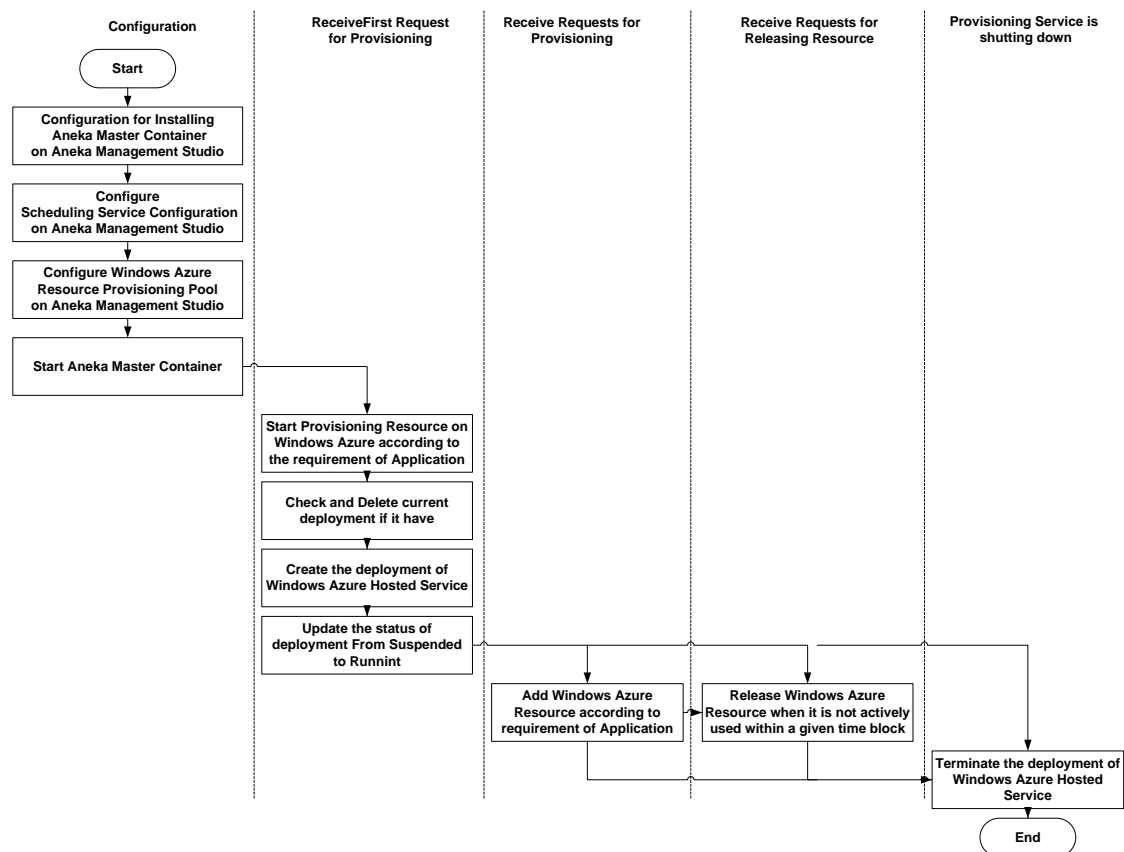 Configuration
ReceiveFirst Request
for Provisioning
Receive Requests for
Provisioning
Receive Requests for
Releasing Resource
Provisioning Service is
shutting down
Start
Configuration for Installing
Aneka Master Container
on Aneka Management Studio
Configure
Scheduling Service Configuration
on Aneka Management Studio
Configure Windows Azure
Resource Provisioning Pool
on Aneka Management Studio
Start Aneka Master Container
Start Provisioning Resource on
Windows Azure according to
the requirement of Application
Check and Delete current
deployment if it have
Create the deployment of
Windows Azure Hosted Service
Update the status of
deployment From Suspended
to Runnint
Add Windows Azure
Resource according to
requirement of Application
Release Windows Azure
Resource when it is not actively
used within a given time block
Terminate the deployment of
Windows Azure Hosted
Service
End